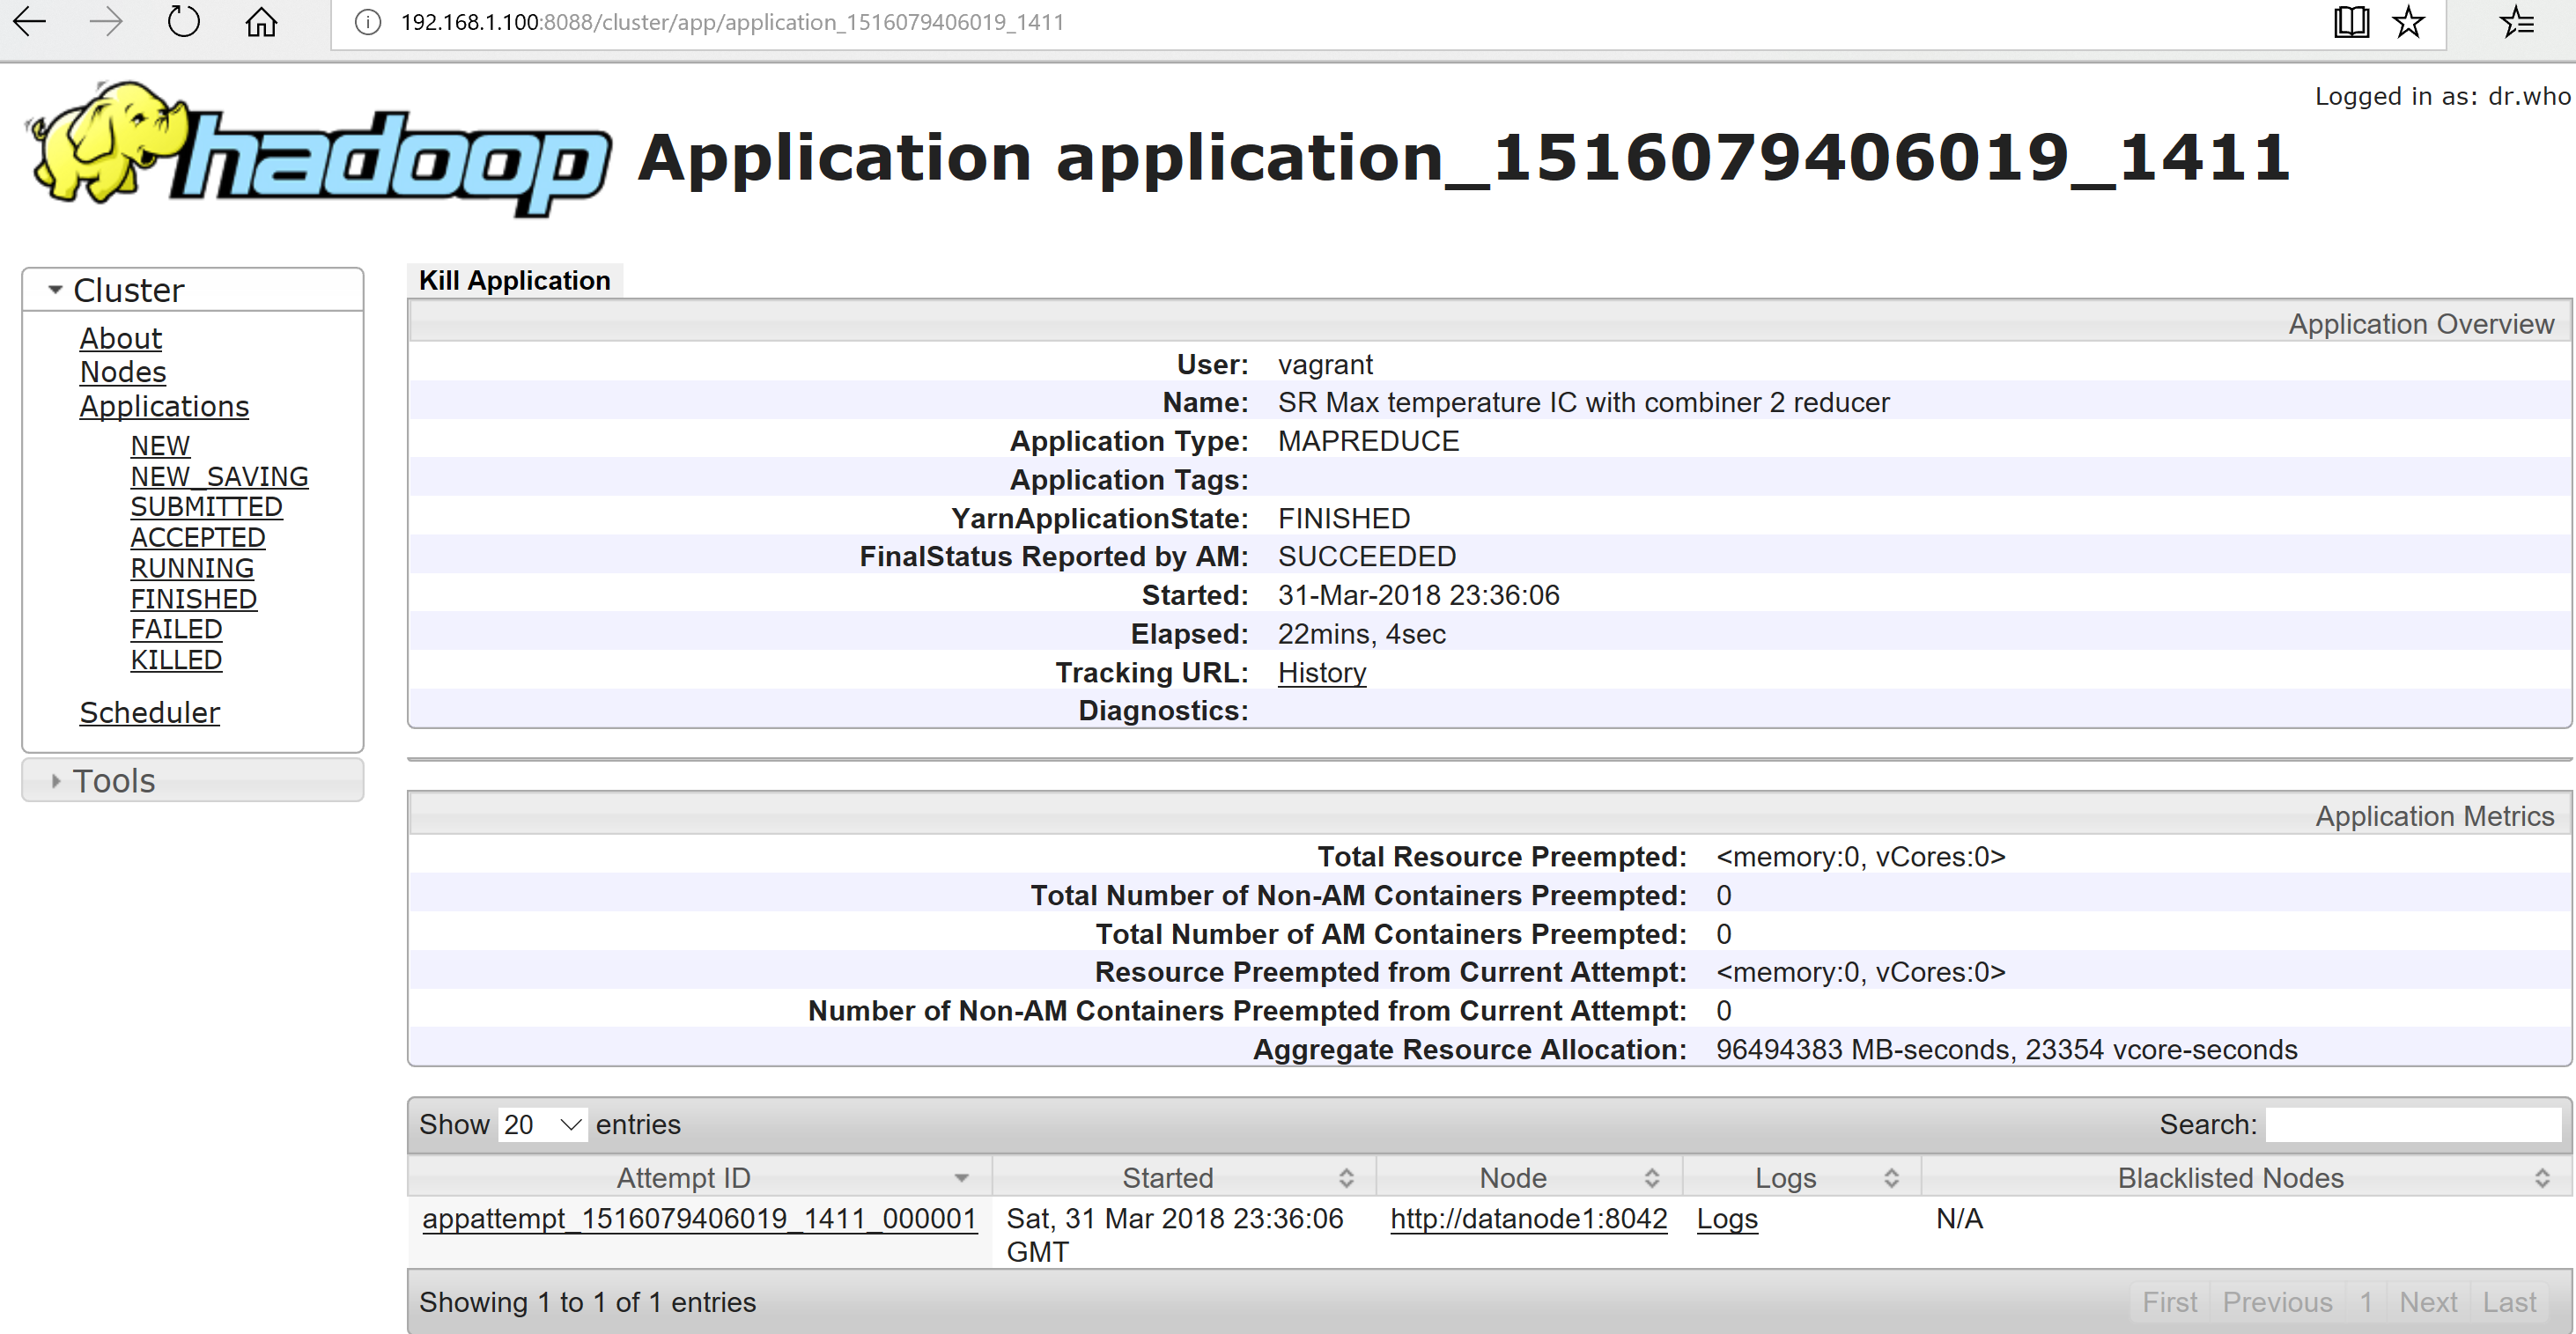 192.168.1.100:8088/cluster/app/application_1516079406019_1411
Logged in as: dr.who
hadoop
Application application_1516079406019_1411
Cluster
About
Nodes
Applications
NEW
NEW_SAVING
SUBMITTED
ACCEPTED
RUNNING
FINISHED
FAILED
KILLED
Scheduler
Tools
Kill Application
Application Overview
User: vagrant
Name: SR Max temperature IC with combiner 2 reducer
Application Type: MAPREDUCE
Application Tags:
YarnApplicationState: FINISHED
FinalStatus Reported by AM: SUCCEEDED
Started: 31-Mar-2018 23:36:06
Elapsed: 22mins, 4sec
Tracking URL: History
Diagnostics:
Application Metrics
Total Resource Preempted: <memory:0, vCores:0>
Total Number of Non-AM Containers Preempted: 0
Total Number of AM Containers Preempted: 0
Resource Preempted from Current Attempt: <memory:0, vCores:0>
Number of Non-AM Containers Preempted from Current Attempt: 0
Aggregate Resource Allocation: 96494383 MB-seconds, 23354 vcore-seconds
Show 20 entries Search:
Attempt ID Started Node Logs Blacklisted Nodes
appattempt_1516079406019_1411_000001 Sat, 31 Mar 2018 23:36:06 http://datanode1:8042 Logs N/A
GMT
Showing 1 to 1 of 1 entries First Previous 1 Next Last